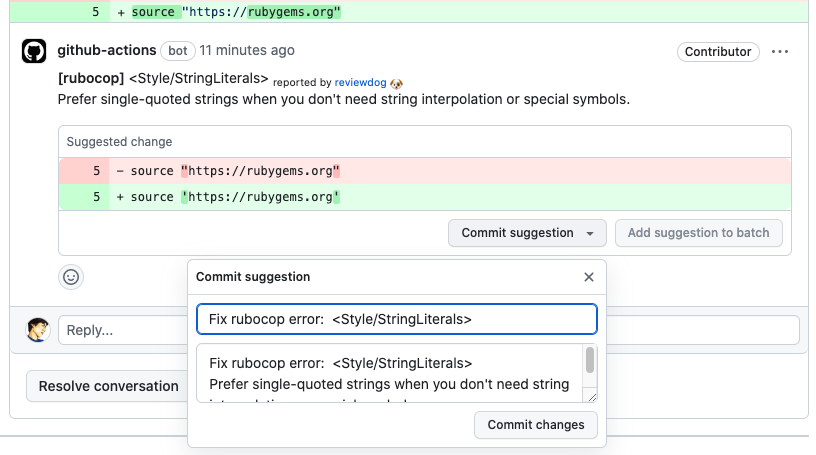 5 + source "https://rubygems.org"
github-actions bot 11 minutes ago Contributor
[rubocop] <Style/StringLiterals> reported by reviewdog 🐶
Prefer single-quoted strings when you don't need string interpolation or special symbols.
Suggested change
5 - source "https://rubygems.org"
5 + source 'https://rubygems.org'
Commit suggestion Add suggestion to batch
Commit suggestion
Fix rubocop error: <Style/StringLiterals>
Reply...
Fix rubocop error: <Style/StringLiterals>
Prefer single-quoted strings when you don't need string
Resolve conversation
Commit changes